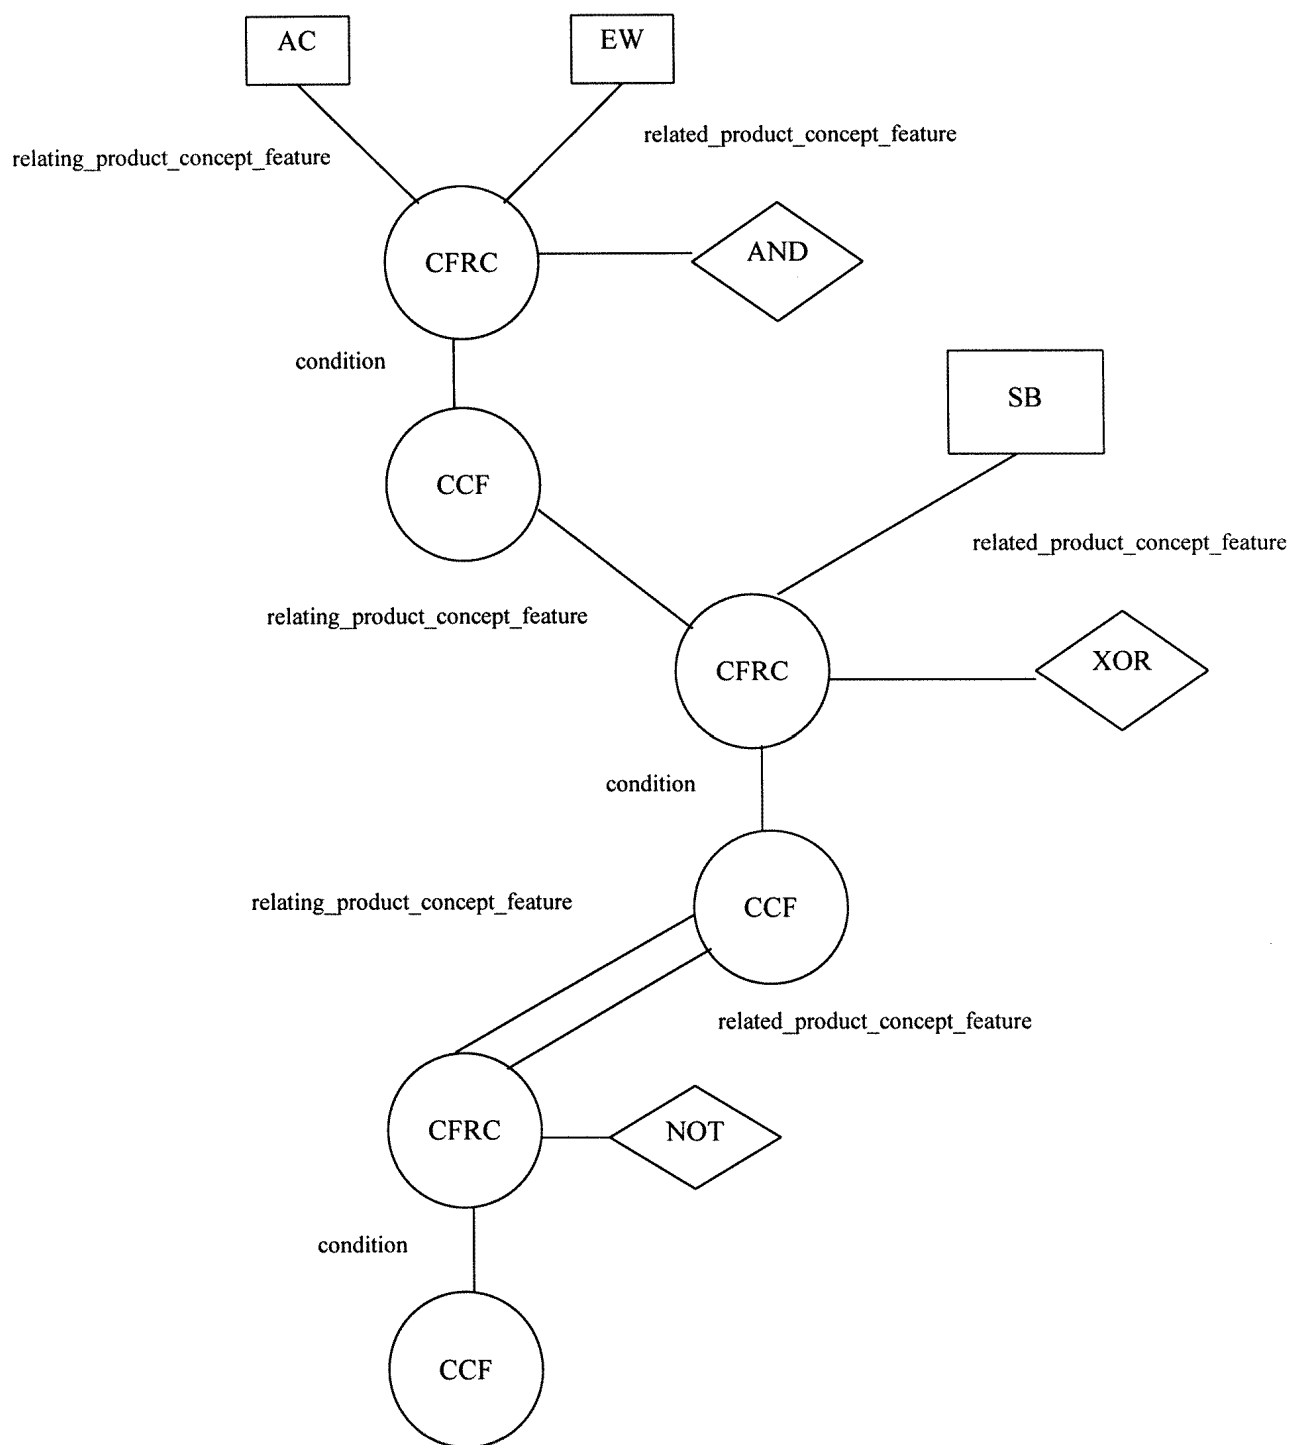 AC
EW
related_product_concept_feature
relating_product_concept_feature
CFRC
AND
condition
SB
CCF
related_product_concept_feature
relating_product_concept_feature
CFRC
XOR
condition
relating_product_concept_feature
CCF
related_product_concept_feature
CFRC
NOT
condition
CCF